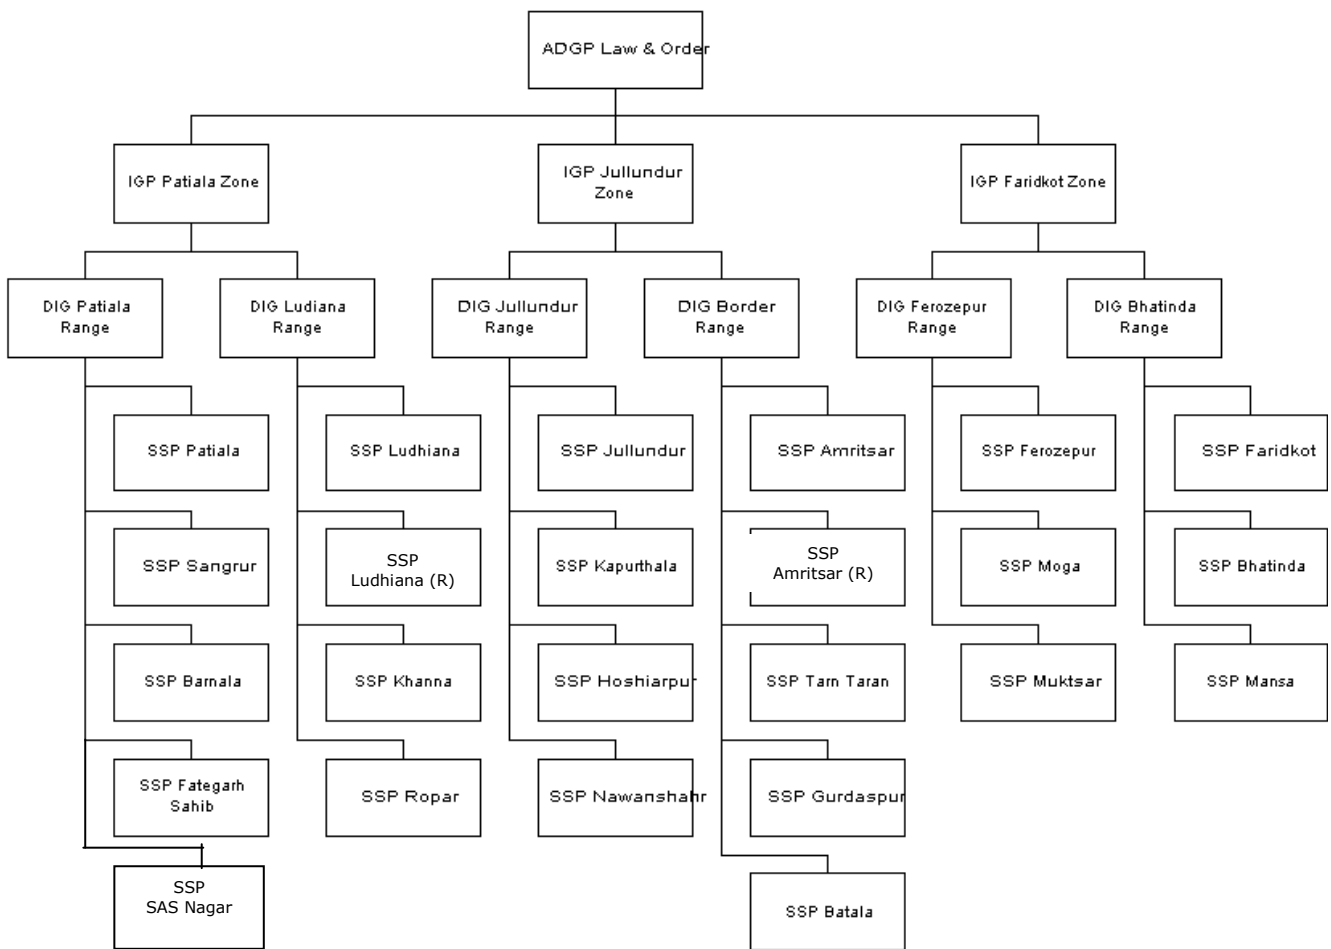 ADGP Law & Order
IGP Patiala Zone
IGP Jullundur
Zone
IGP Faridkot Zone
DIG Patiala
Range
DIG Ludiana
Range
DIG Jullundur
Range
DIG Border
Range
DIG Ferozepur
Range
DIG Bhatinda
Range
SSP Patiala
SSP Ludhiana
SSP Jullundur
SSP Amritsar
SSP Ferozepur
SSP Faridkot
SSP Sangrur
SSP
Ludhiana (R)
SSP Kapurthala
SSP
Amritsar (R)
SSP Moga
SSP Bhatinda
SSP Barnala
SSP Khanna
SSP Hoshiarpur
SSP Tarn Taran
SSP Muktsar
SSP Mansa
SSP Fategarh
Sahib
SSP Ropar
SSP Nawanshahr
SSP Gurdaspur
SSP
SAS Nagar
SSP Batala